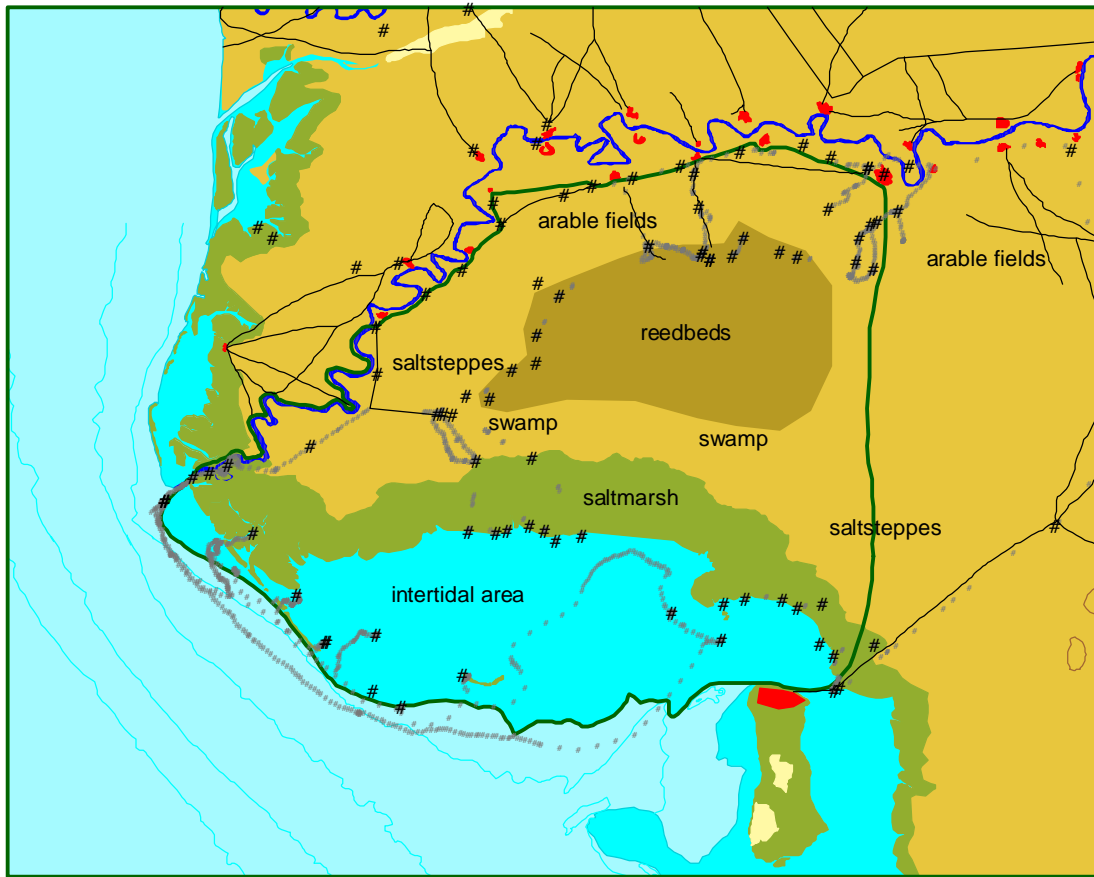 arable fields
arable fields
reedbeds
saltsteppes
swamp
swamp
saltmarsh
saltsteppes
intertidal area